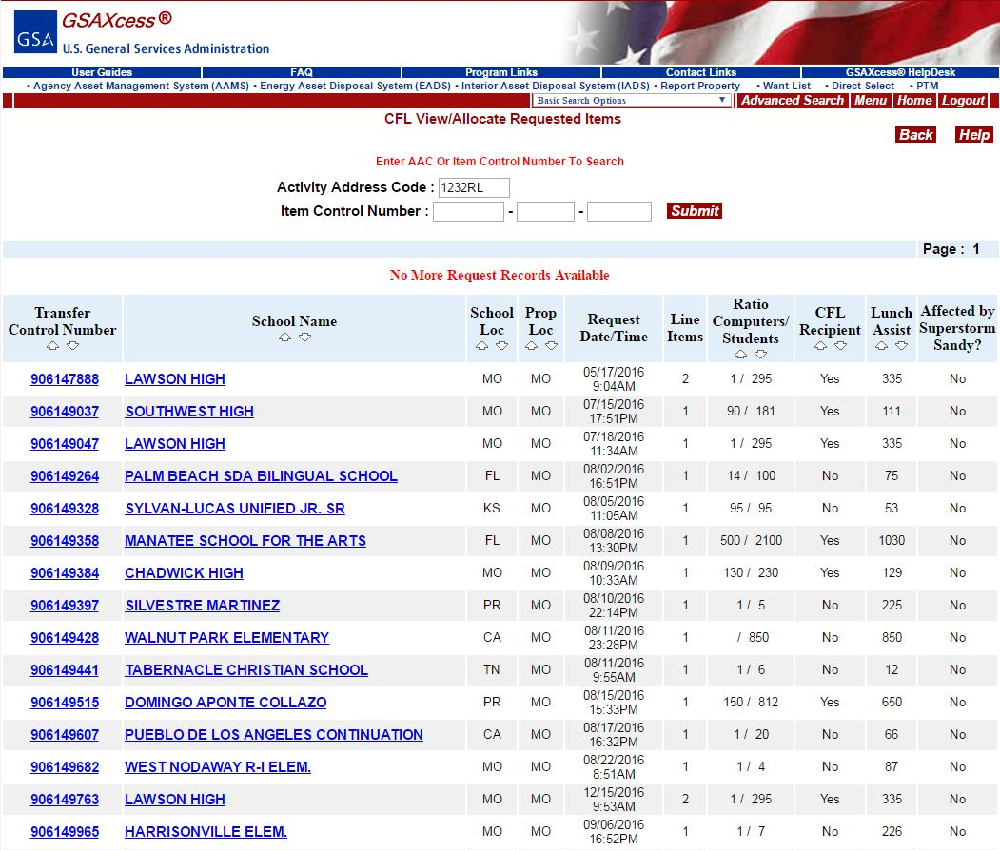 GSAXcess ®
GSA
U.S. General Services Administration
User Guides FAQ Program Links Contact Links GSAXcess® HelpDesk
• Agency Asset Management System (AAMS) • Energy Asset Disposal System (EADS) • Interior Asset Disposal System (IADS) • Report Property • Want List • Direct Select • PTM
Basic Search Options ▼ Advanced Search Menu Home Logout
CFL View/Allocate Requested Items
Back Help
Enter AAC Or Item Control Number To Search
Activity Address Code : 1232RL
Item Control Number : - - Submit
Page : 1
No More Request Records Available
Transfer Control Number School Name School Loc Prop Loc Request Date/Time Line Items Ratio Computers/ Students CFL Recipient Lunch Assist Affected by Superstorm Sandy?
906147888 LAWSON HIGH MO MO 05/17/2016 9:04AM 2 1 / 295 Yes 335 No
906149037 SOUTHWEST HIGH MO MO 07/15/2016 17:51PM 1 90 / 181 Yes 111 No
906149047 LAWSON HIGH MO MO 07/18/2016 11:34AM 1 1 / 295 Yes 335 No
906149264 PALM BEACH SDA BILINGUAL SCHOOL FL MO 08/02/2016 16:51PM 1 14 / 100 No 75 No
906149328 SYLVAN-LUCAS UNIFIED JR. SR KS MO 08/05/2016 11:05AM 1 95 / 95 No 53 No
906149358 MANATEE SCHOOL FOR THE ARTS FL MO 08/08/2016 13:30PM 1 500 / 2100 Yes 1030 No
906149384 CHADWICK HIGH MO MO 08/09/2016 10:33AM 1 130 / 230 Yes 129 No
906149397 SILVESTRE MARTINEZ PR MO 08/10/2016 22:14PM 1 1 / 5 No 225 No
906149428 WALNUT PARK ELEMENTARY CA MO 08/11/2016 23:28PM 1 / 850 No 850 No
906149441 TABERNACLE CHRISTIAN SCHOOL TN MO 08/11/2016 9:55AM 1 1 / 6 No 12 No
906149515 DOMINGO APONTE COLLAZO PR MO 08/15/2016 15:33PM 1 150 / 812 Yes 650 No
906149607 PUEBLO DE LOS ANGELES CONTINUATION CA MO 08/17/2016 16:32PM 1 1 / 20 No 66 No
906149682 WEST NODAWAY R-I ELEM. MO MO 08/22/2016 8:51AM 1 1 / 4 No 87 No
906149763 LAWSON HIGH MO MO 12/15/2016 9:53AM 2 1 / 295 Yes 335 No
906149965 HARRISONVILLE ELEM. MO MO 09/06/2016 16:52PM 1 1 / 7 No 226 No